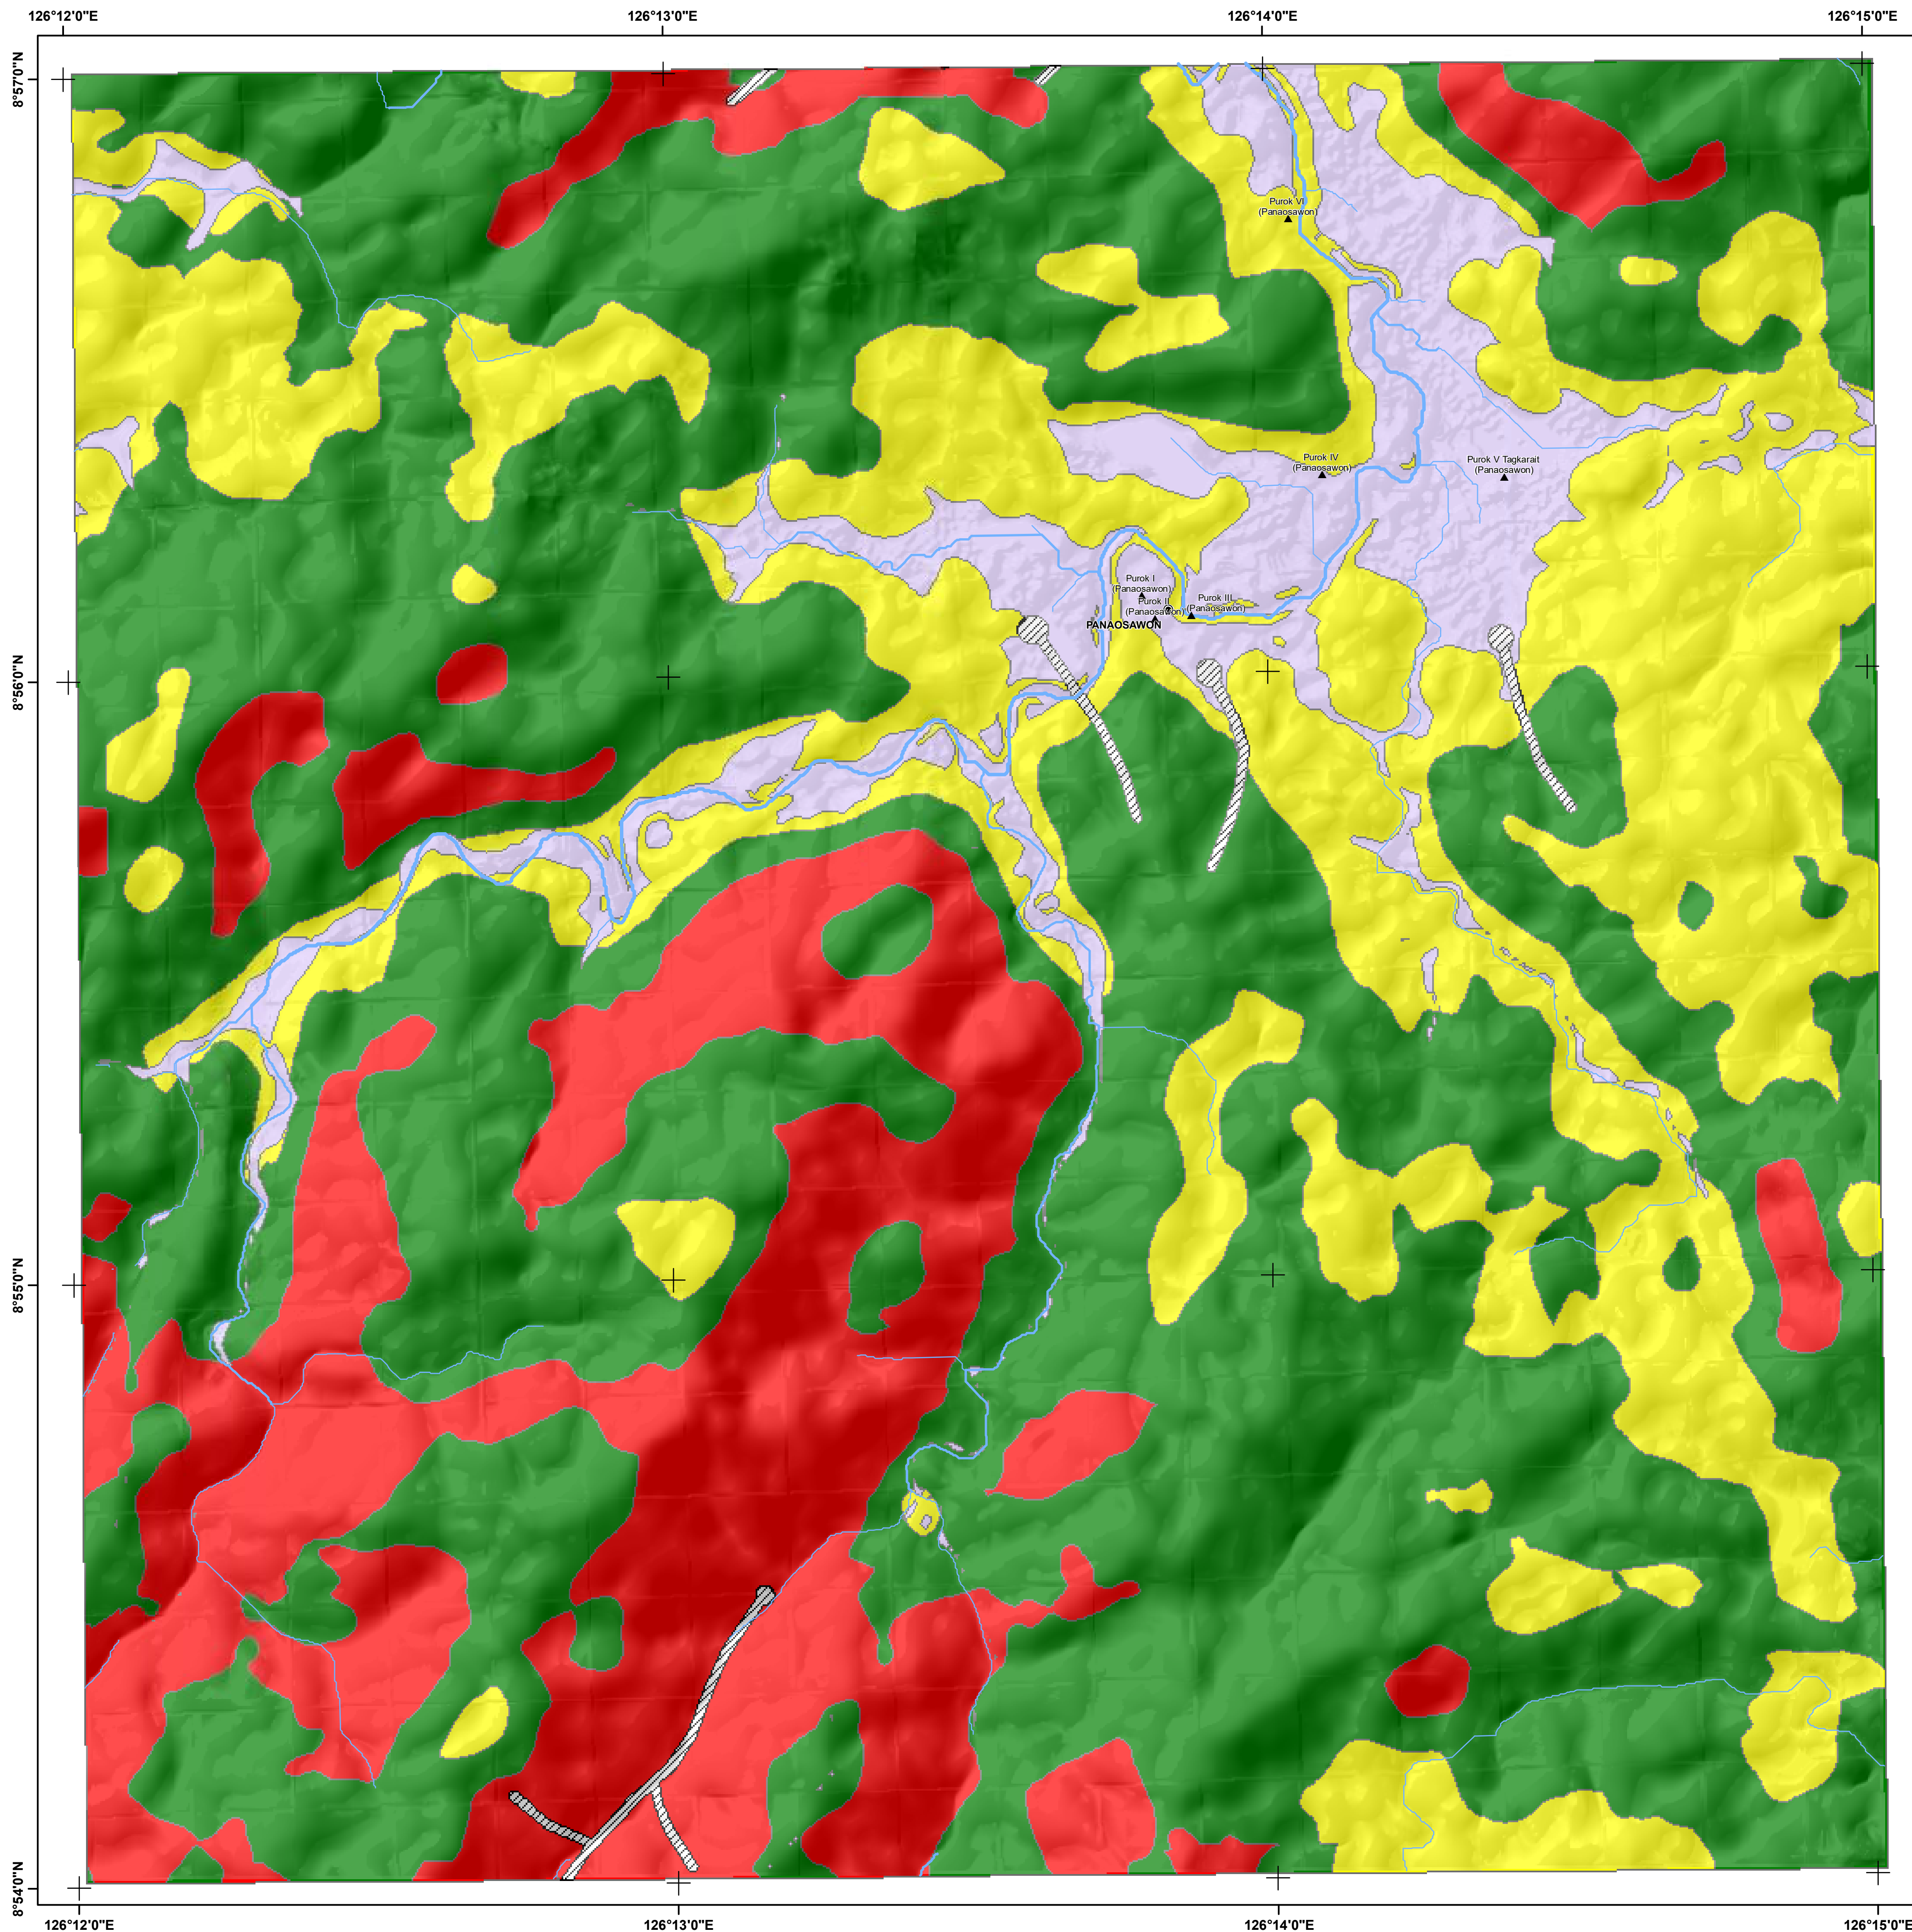 126°12'0"E 126°13'0"E 126°14'0"E 126°15'0"E
8°57'0"N
Purok VI
(Panaosawon)
Purok IV
(Panaosawon)
Purok V Tagkarait
(Panaosawon)
Purok I
(Panaosawon)
Purok II
(Panaosawon)
Purok III
(Panaosawon)
PANAOSAWON
8°56'0"N
8°55'0"N
8°54'0"N
126°12'0"E 126°13'0"E 126°14'0"E 126°15'0"E